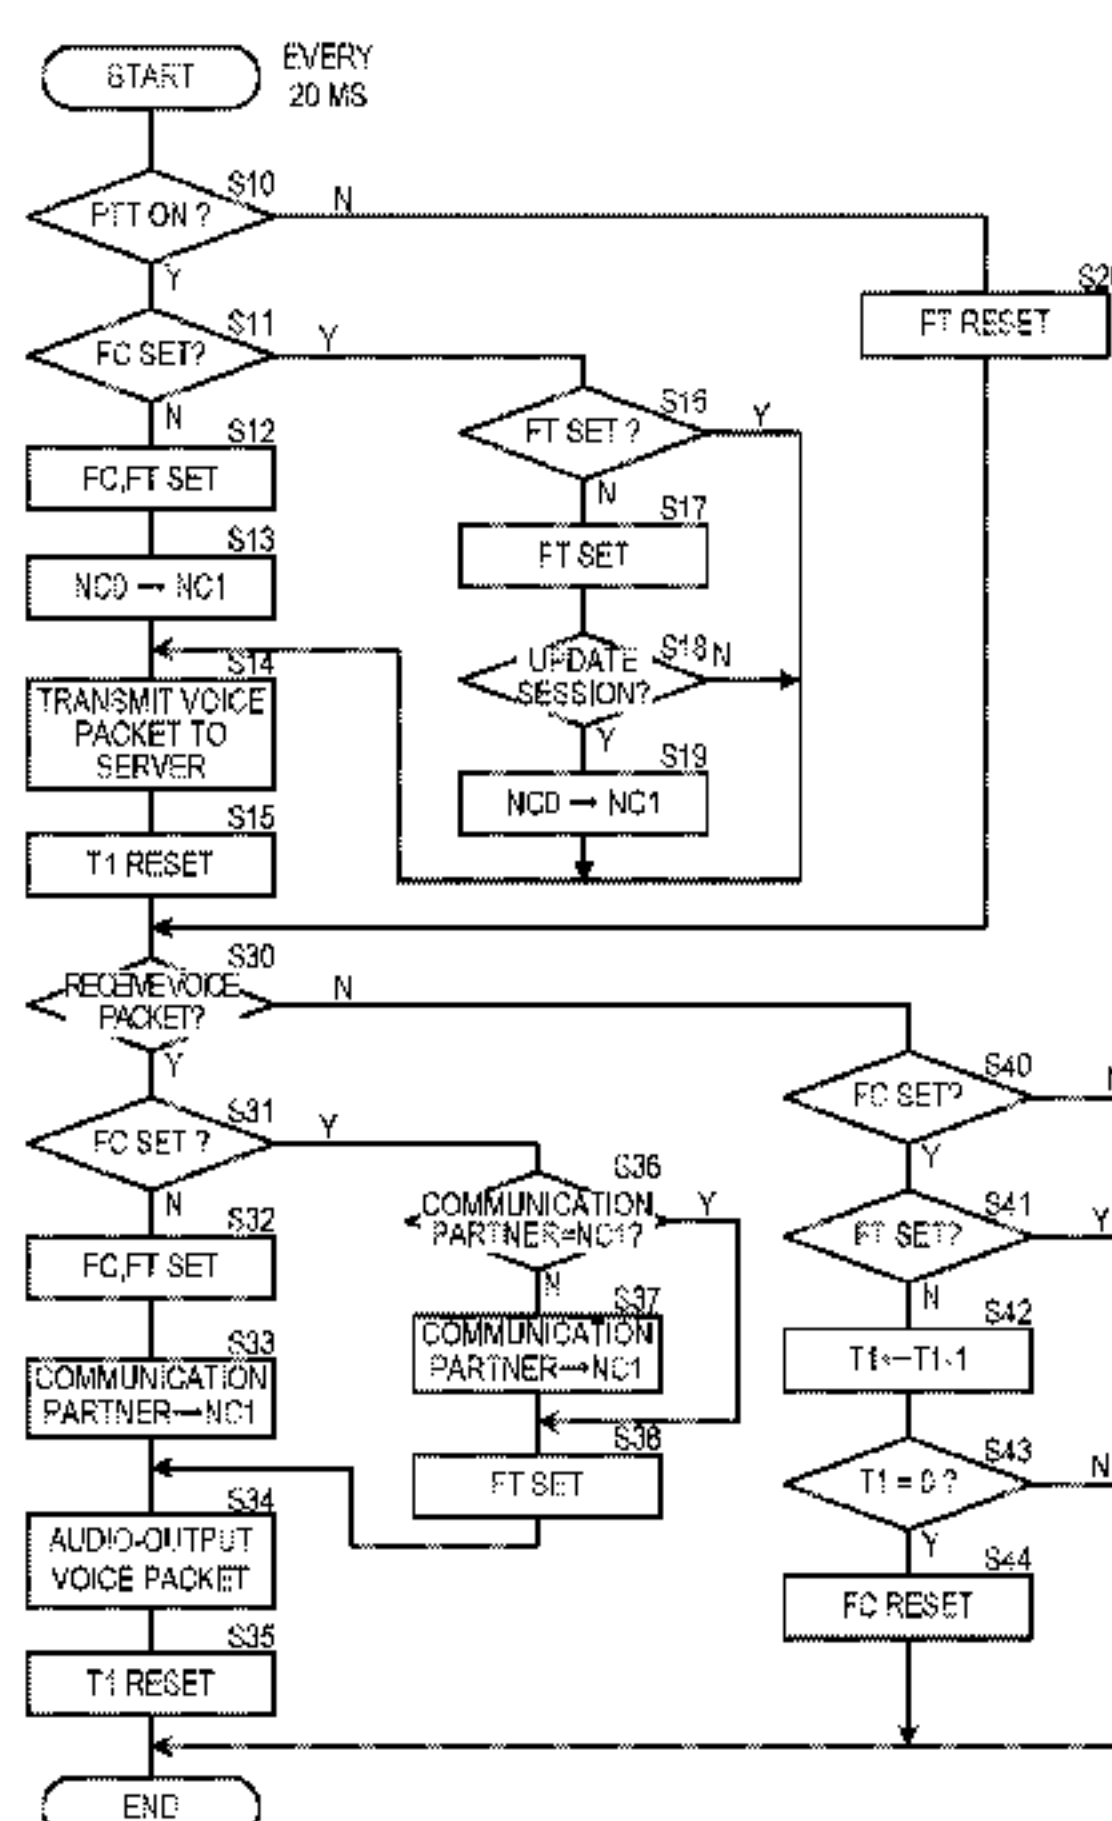 START
EVERY
20 MS
S10
PTT ON ?
N
Y
S11
FC SET?
Y
N
S12
FC,FT SET
S13
NC0 → NC1
S14
TRANSMIT VOICE
PACKET TO
SERVER
S15
T1 RESET
S16
FT SET ?
Y
N
S17
FT SET
S18
UPDATE
SESSION?
N
Y
S19
NC0 → NC1
FT RESET
S30
RECEIVE VOICE
PACKET?
N
Y
S31
FC SET ?
Y
N
S32
FC,FT SET
S33
COMMUNICATION
PARTNER→NC1
S34
AUDIO-OUTPUT
VOICE PACKET
S35
T1 RESET
END
S36
COMMUNICATION
PARTNER=NC1?
Y
N
S37
COMMUNICATION
PARTNER→NC1
S38
FT SET
S40
FC SET?
Y
S41
FT SET?
Y
N
S42
T1←T1-1
S43
T1 = 0 ?
N
Y
S44
FC RESET